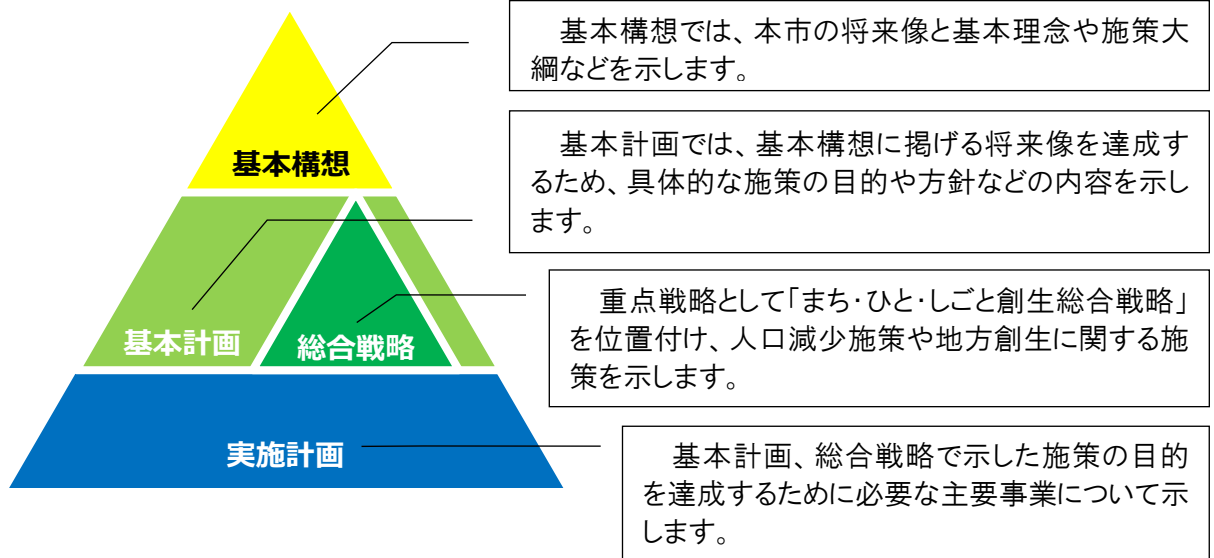 基本構想では、本市の将来像と基本理念や施策大
綱などを示します。
基本構想
基本計画では、基本構想に掲げる将来像を達成す
るため、具体的な施策の目的や方針などの内容を示し
ます。
基本計画
総合戦略
重点戦略として「まち・ひと・しごと創生総合戦略」
を位置付け、人口減少施策や地方創生に関する施
策を示します。
実施計画
基本計画、総合戦略で示した施策の目的
を達成するために必要な主要事業について示
します。